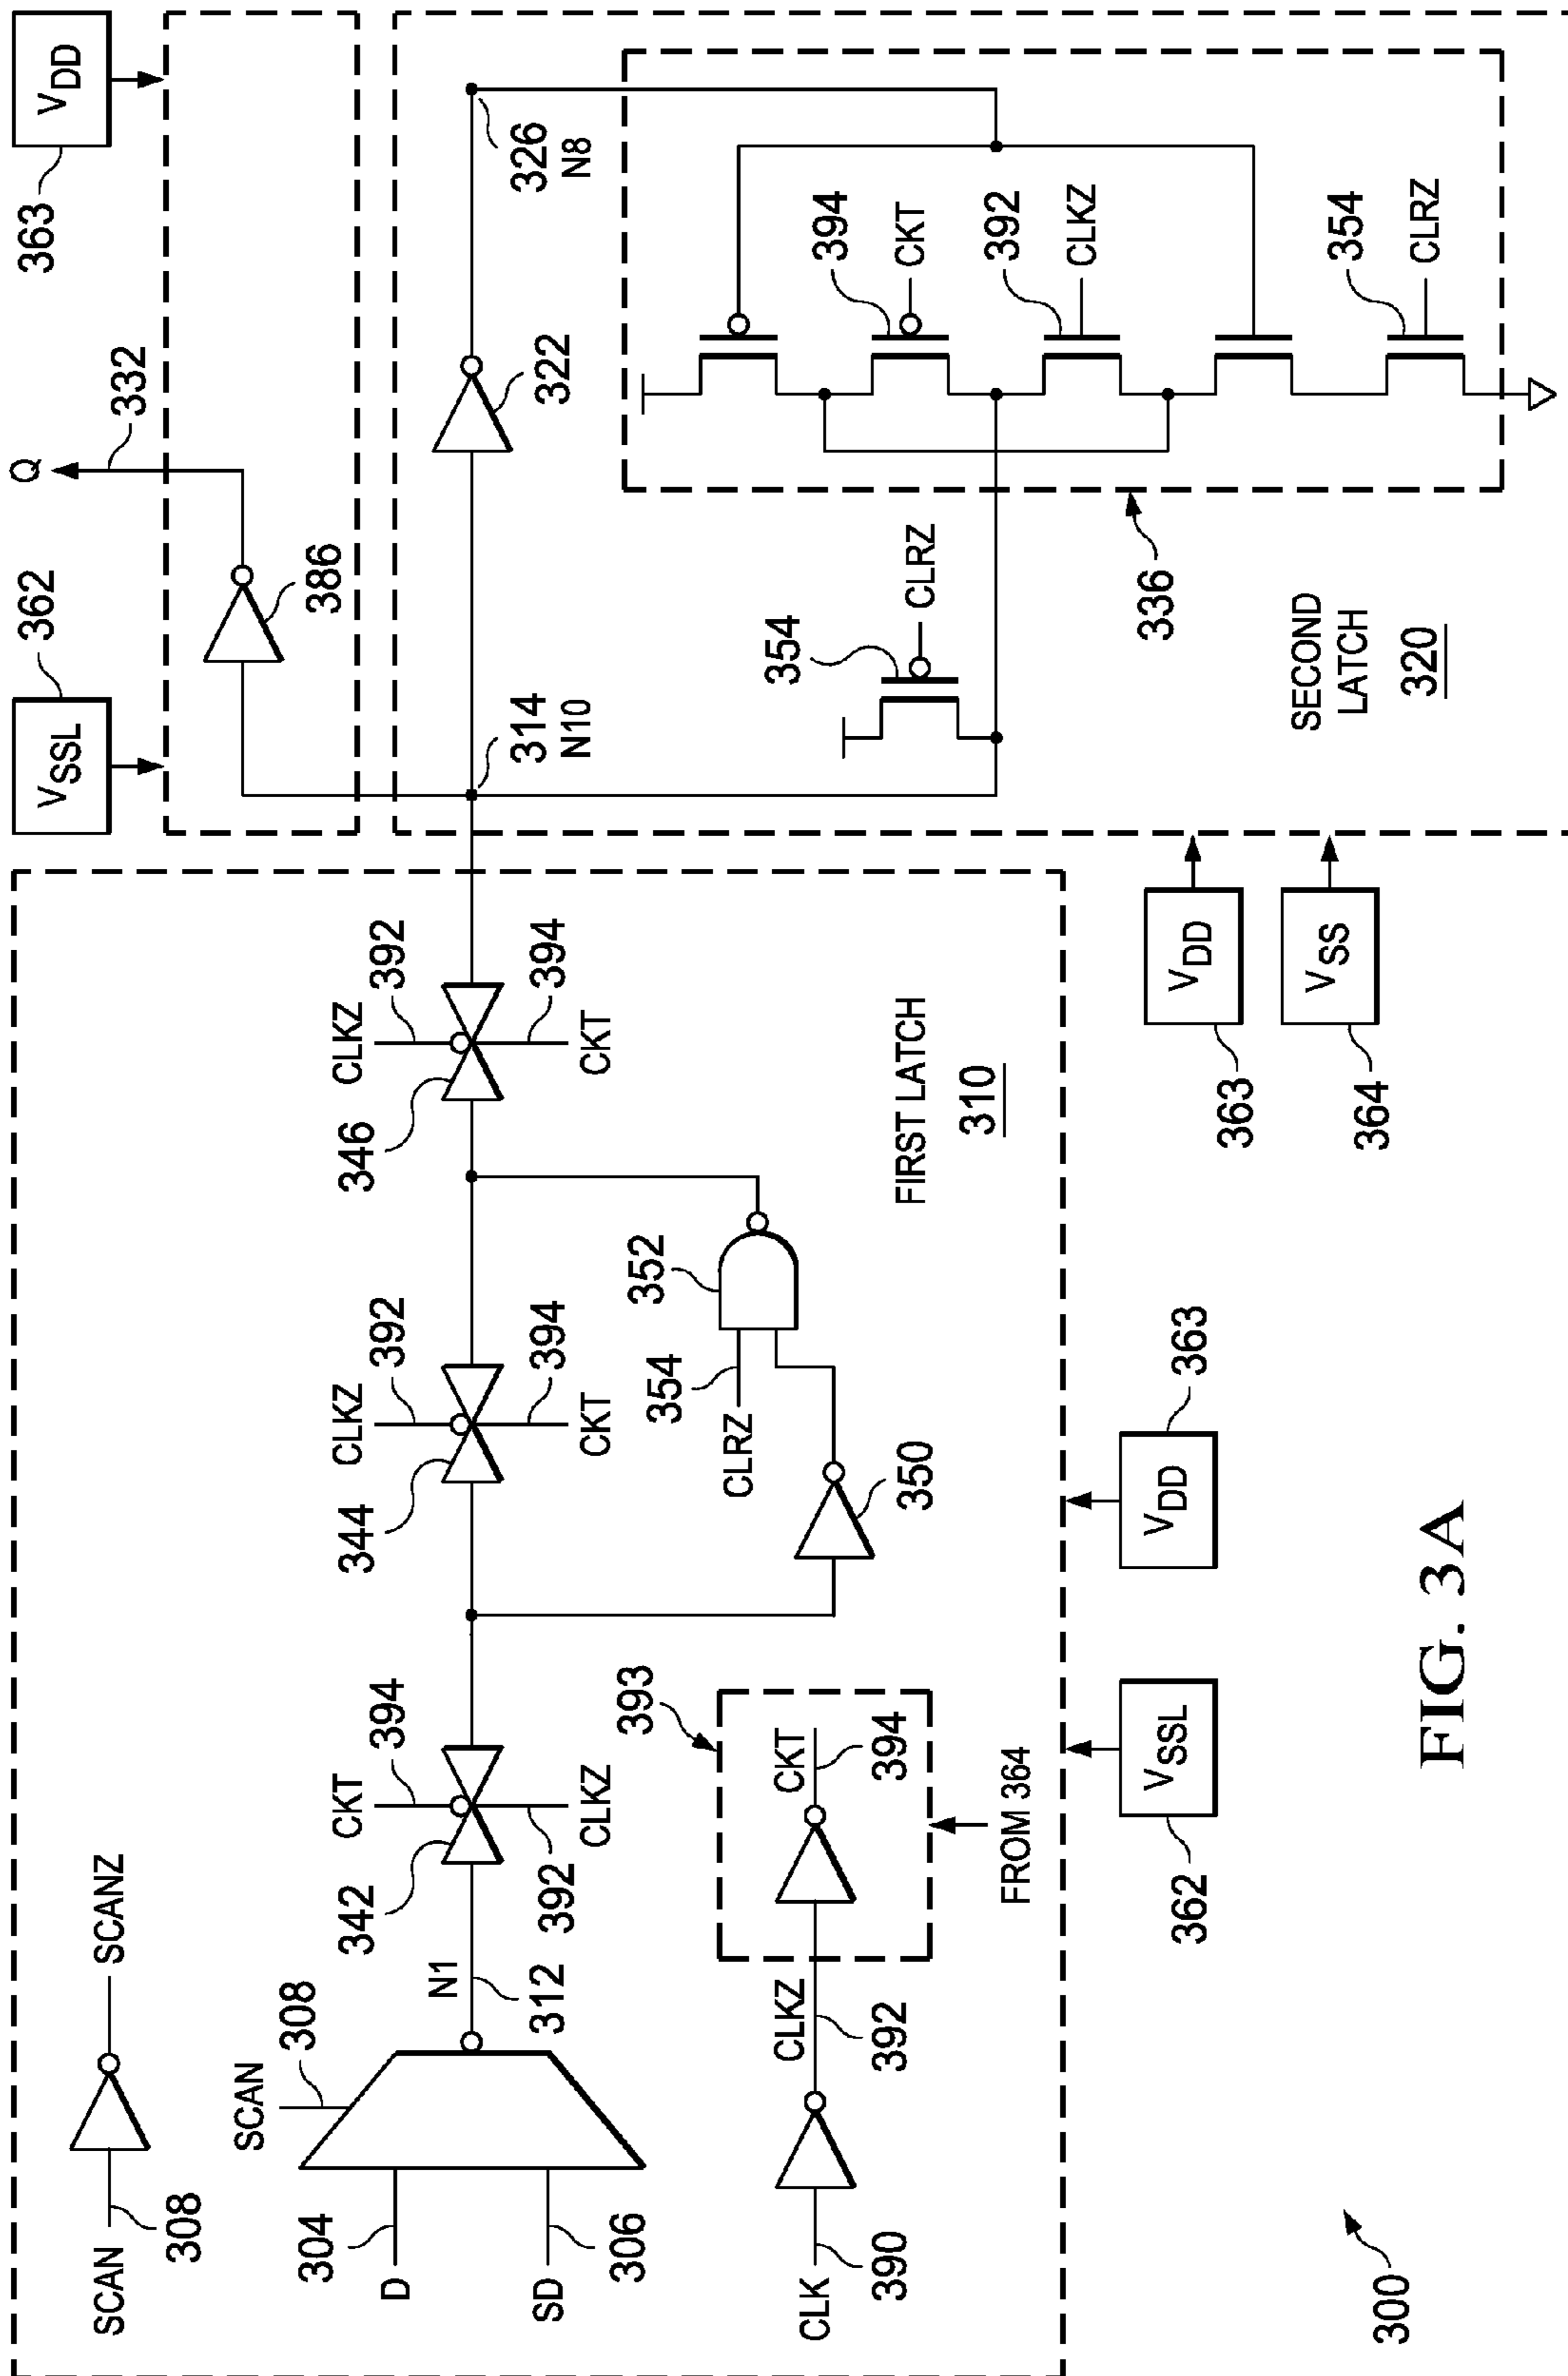 SCAN
308
SCANZ
SCAN
308
D
304
SD
306
N1
312
342
CKT
394
392
CLKZ
344
CLKZ
392
394
CKT
346
CLKZ
392
394
CKT
CLK
390
CLKZ
392
393
CKT
394
FROM 364
350
CLRZ
354
352
FIRST LATCH
310
362
VSSL
VDD
363
VSSL
362
VDD
363
Q
332
386
314
N10
322
326
N8
354
CLRZ
394
CKT
392
CLKZ
354
CLRZ
336
SECOND
LATCH
320
VDD
363
VSS
364
300
FIG. 3A